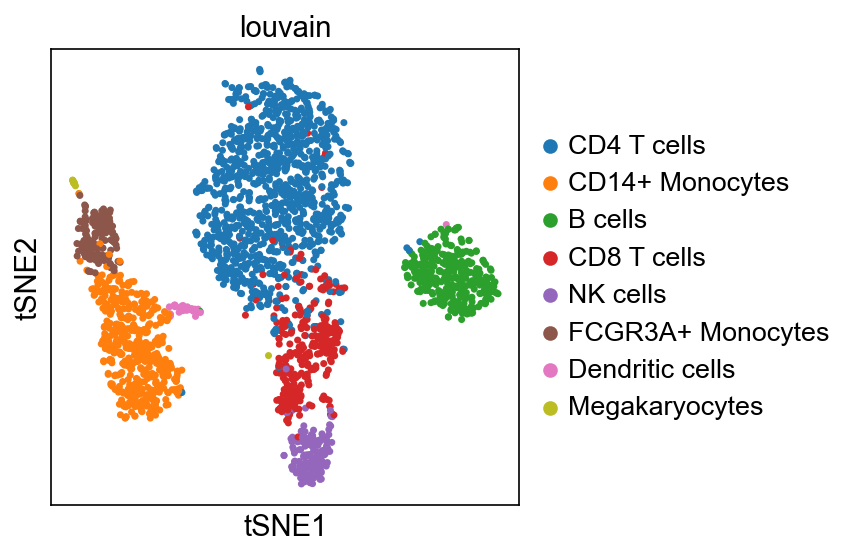 louvain
tSNE2
tSNE1
CD4 T cells
CD14+ Monocytes
B cells
CD8 T cells
NK cells
FCGR3A+ Monocytes
Dendritic cells
Megakaryocytes